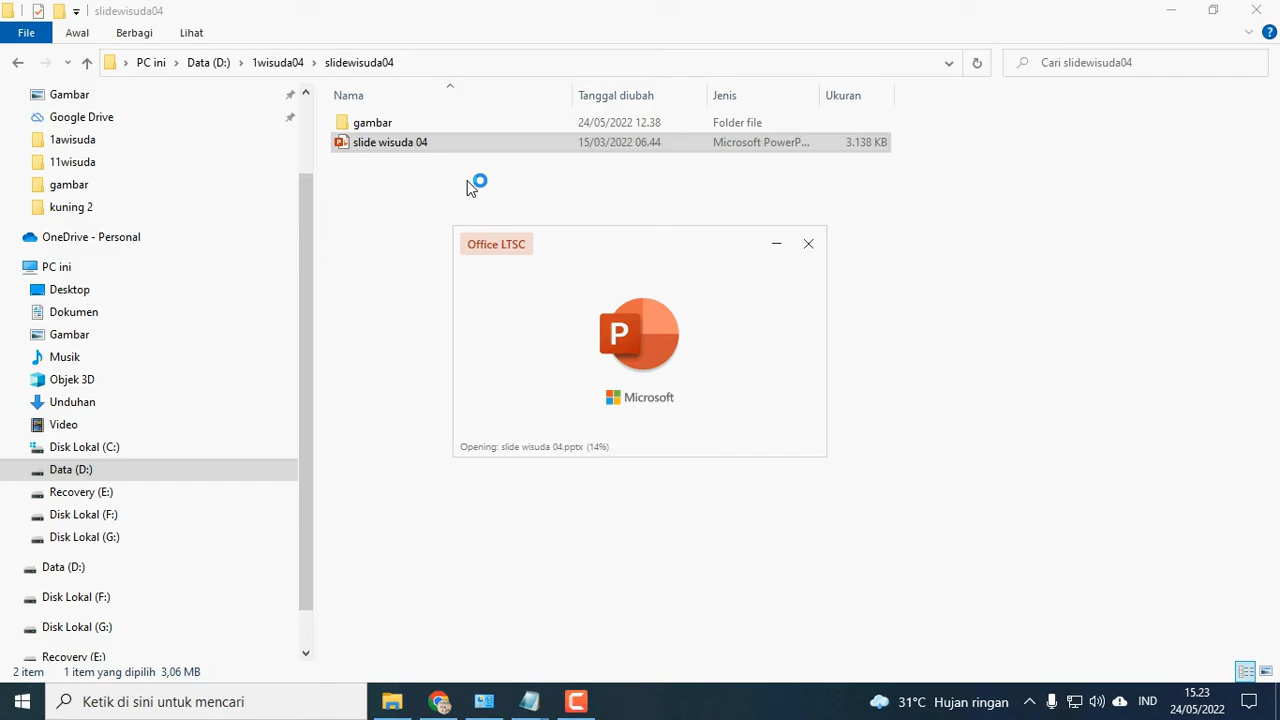 slidewisuda04
File Awal Berbagi Lihat
PC ini Data (D:) 1wisuda04 slidewisuda04
Cari slidewisuda04
Nama Tanggal diubah Jenis Ukuran
gambar 24/05/2022 12.38 Folder file
slide wisuda 04 15/03/2022 06.44 Microsoft PowerP... 3.138 KB
Gambar
Google Drive
1awisuda
11wisuda
gambar
kuning 2
OneDrive - Personal
PC ini
Desktop
Dokumen
Gambar
Musik
Objek 3D
Unduhan
Video
Disk Lokal (C:)
Data (D:)
Recovery (E:)
Disk Lokal (F:)
Disk Lokal (G:)
Data (D:)
Disk Lokal (F:)
Disk Lokal (G:)
Recovery (E:)
Office LTSC
P
Microsoft
Opening: slide wisuda 04.pptx (14%)
2 item 1 item yang dipilih 3,06 MB
Ketik di sini untuk mencari
31°C Hujan ringan
IND
15.23
24/05/2022